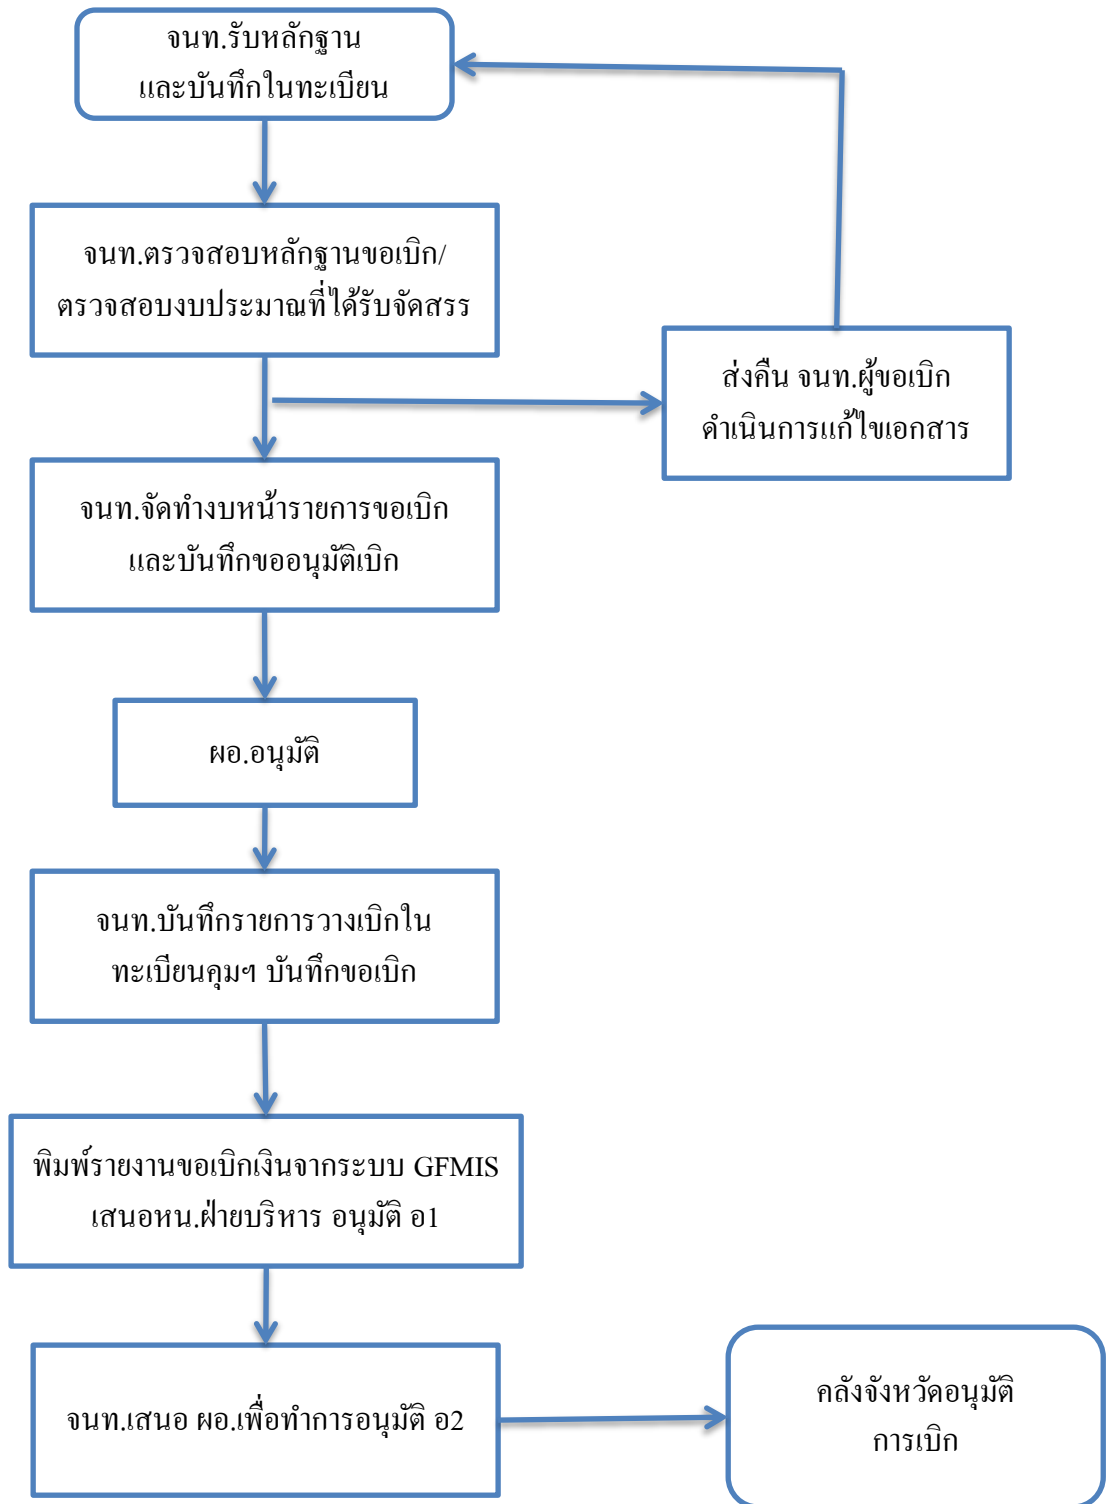 จนท.รับหลักฐาน
และบันทึกในทะเบียน
จนท.ตรวจสอบหลักฐานขอเบิก/
ตรวจสอบงบประมาณที่ได้รับจัดสรร
ส่งคืน จนท.ผู้ขอเบิก
ดำเนินการแก้ไขเอกสาร
จนท.จัดทำงบหน้ารายการขอเบิก
และบันทึกขออนุมัติเบิก
ผอ.อนุมัติ
จนท.บันทึกรายการวางเบิกใน
ทะเบียนคุมฯ บันทึกขอเบิก
พิมพ์รายงานขอเบิกเงินจากระบบ GFMIS
เสนอหน.ฝ่ายบริหาร อนุมัติ อ1
จนท.เสนอ ผอ.เพื่อทำการอนุมัติ อ2
คลังจังหวัดอนุมัติ
การเบิก